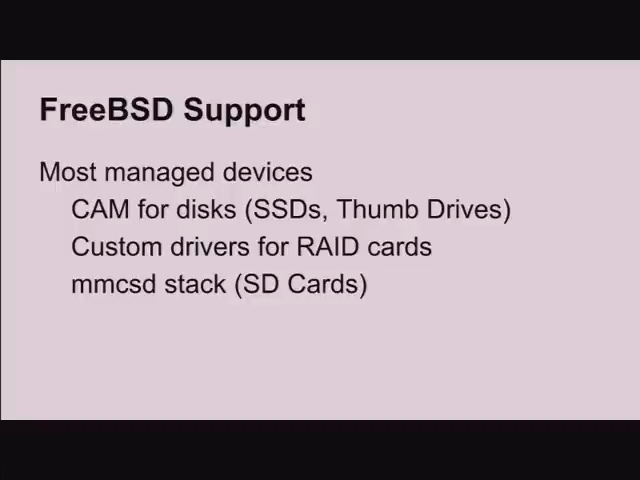 FreeBSD Support
Most managed devices
CAM for disks (SSDs, Thumb Drives)
Custom drivers for RAID cards
mmcsd stack (SD Cards)